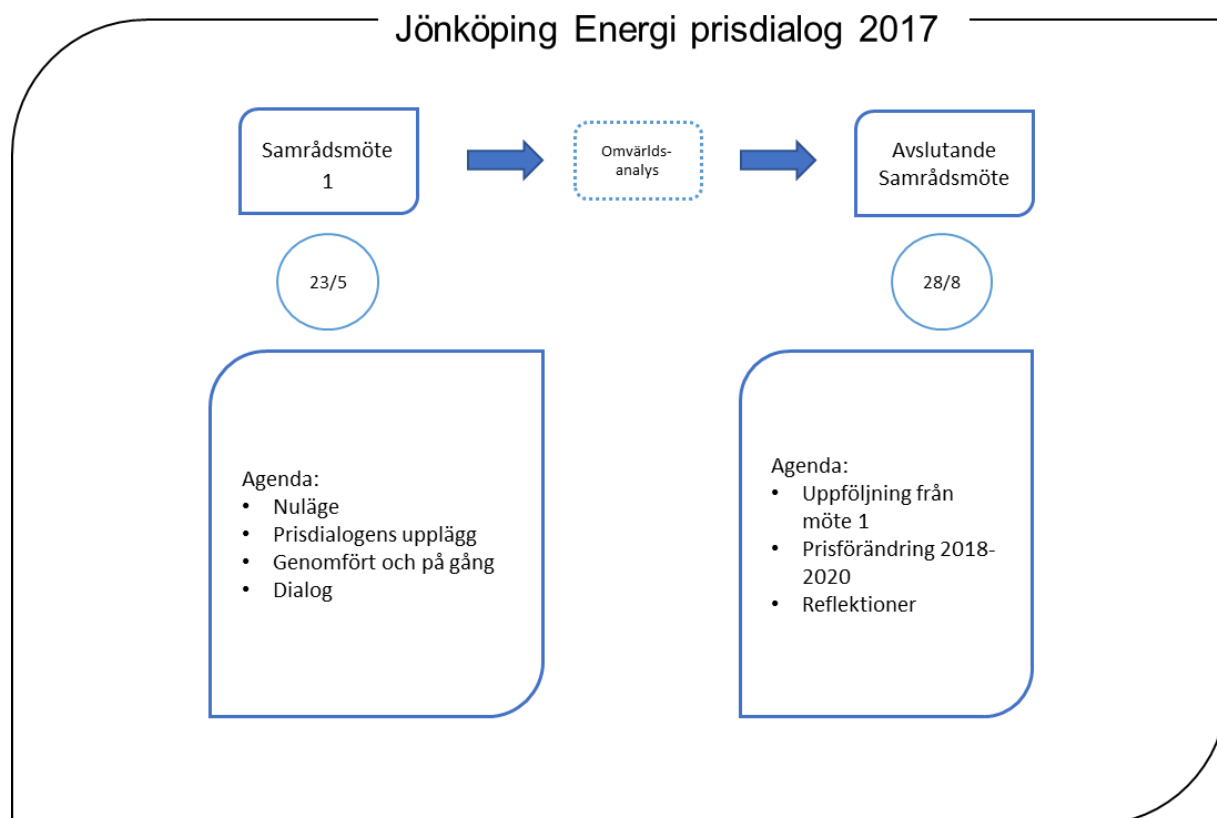 Jönköping Energi prisdialog 2017
Samrådsmöte
1
Omvärlds-
analys
Avslutande
Samrådsmöte
23/5
28/8
Agenda:
• Nuläge
• Prisdialogens upplägg
• Genomfört och på gång
• Dialog
Agenda:
• Uppföljning från
möte 1
• Prisförändring 2018-
2020
• Reflektioner